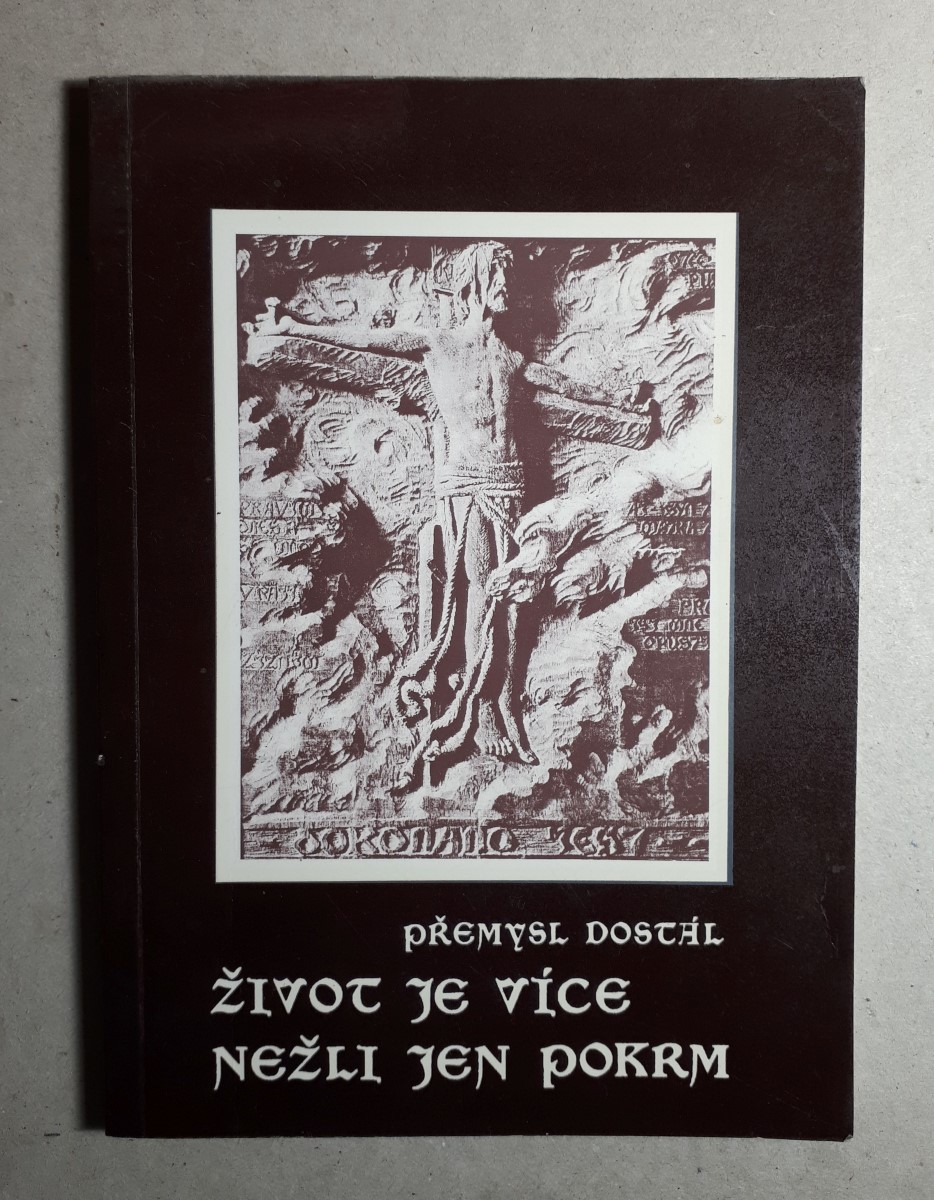 DOKONÁNO JEST
PŘEMYSL DOSTÁL
ŽIVOT JE VÍCE
NEŽLI JEN POKRM